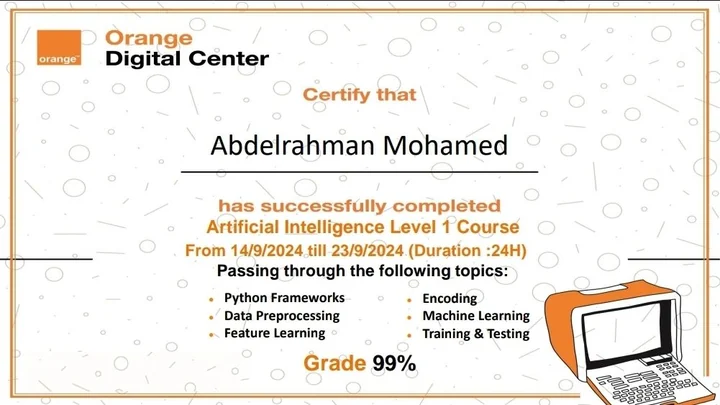 orange™
Orange
Digital Center
Certify that
Abdelrahman Mohamed
has successfully completed
Artificial Intelligence Level 1 Course
From 14/9/2024 till 23/9/2024 (Duration :24H)
Passing through the following topics:
• Python Frameworks
• Data Preprocessing
• Feature Learning
• Encoding
• Machine Learning
• Training & Testing
Grade 99%